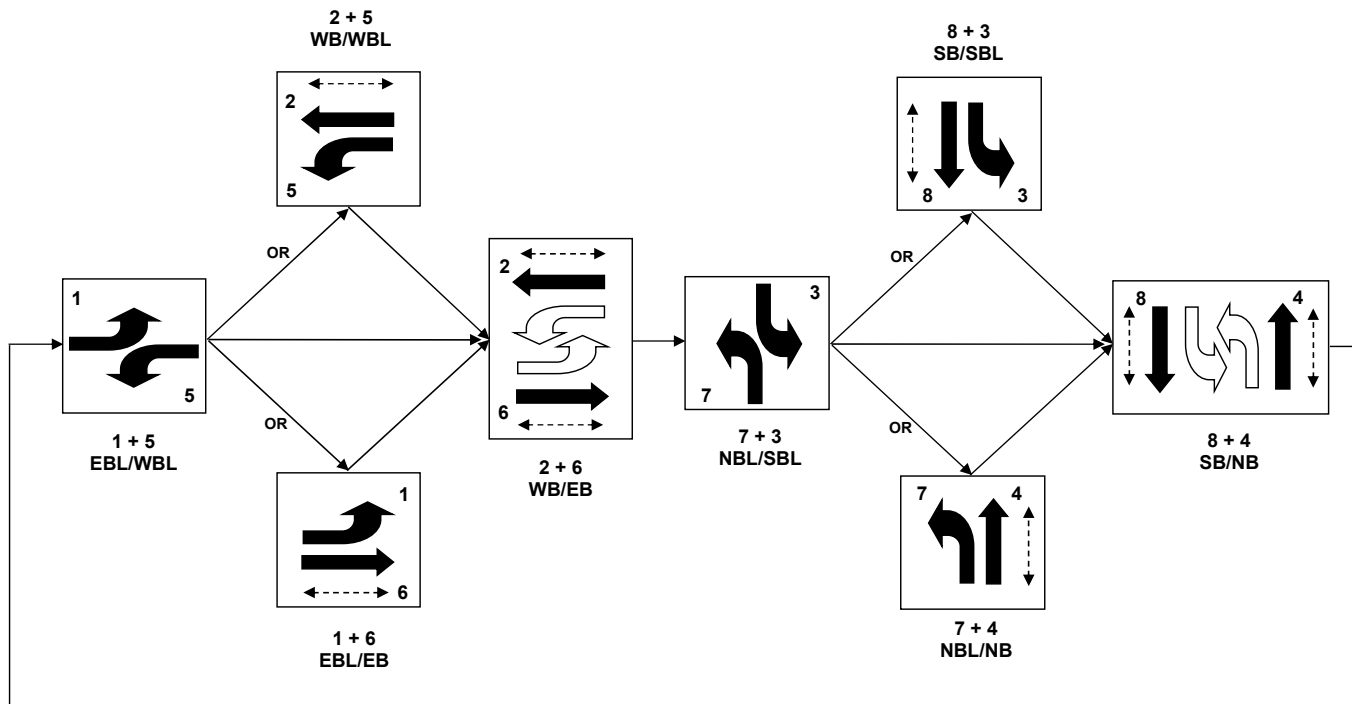 2 + 5
WB/WBL
2
5
OR
1
5
1 + 5
EBL/WBL
OR
1
6
1 + 6
EBL/EB
2
6
2 + 6
WB/EB
3
7
7 + 3
NBL/SBL
8 + 3
SB/SBL
8
3
OR
OR
7
4
7 + 4
NBL/NB
8
4
8 + 4
SB/NB